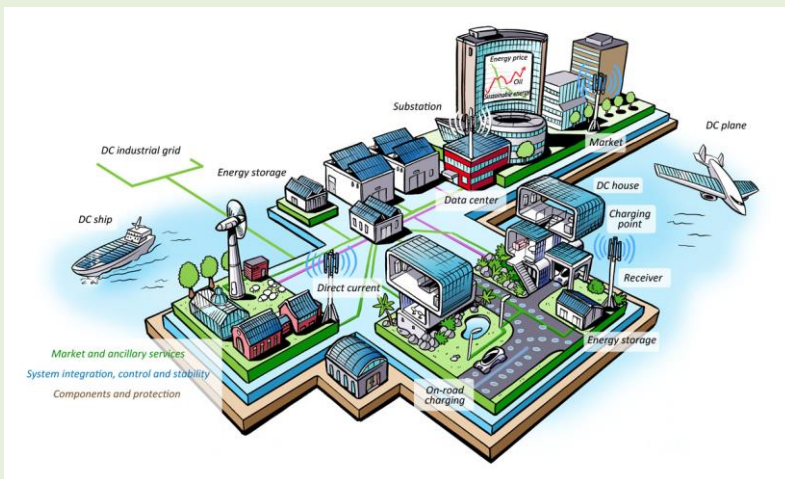 Energy price
Oil
Sustainable energy
Substation
DC plane
Market
DC industrial grid
Energy storage
DC house
Data center
Charging
point
DC ship
Receiver
Direct current
Energy storage
Market and ancillary services
System integration, control and stability
Components and protection
On-road
charging